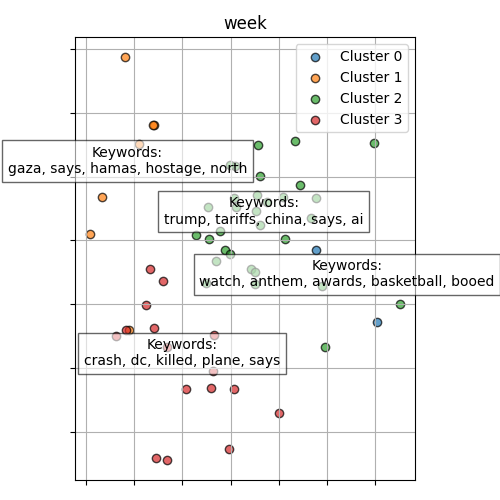 week
Cluster 0
Cluster 1
Cluster 2
Cluster 3
Keywords:
gaza, says, hamas, hostage, north
Keywords:
trump, tariffs, china, says, ai
Keywords:
watch, anthem, awards, basketball, booed
Keywords:
crash, dc, killed, plane, says